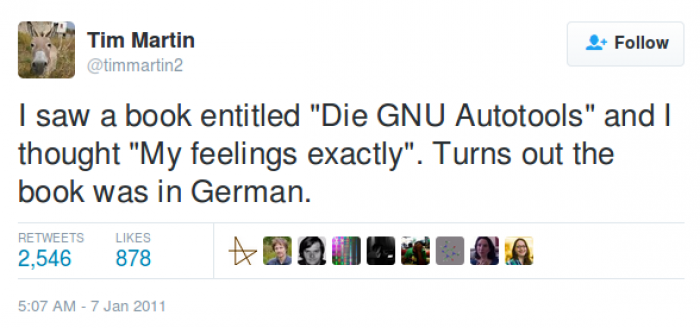 Tim Martin
@timmartin2
Follow
I saw a book entitled "Die GNU Autotools" and I
thought "My feelings exactly". Turns out the
book was in German.
RETWEETS LIKES
2,546 878
5:07 AM - 7 Jan 2011